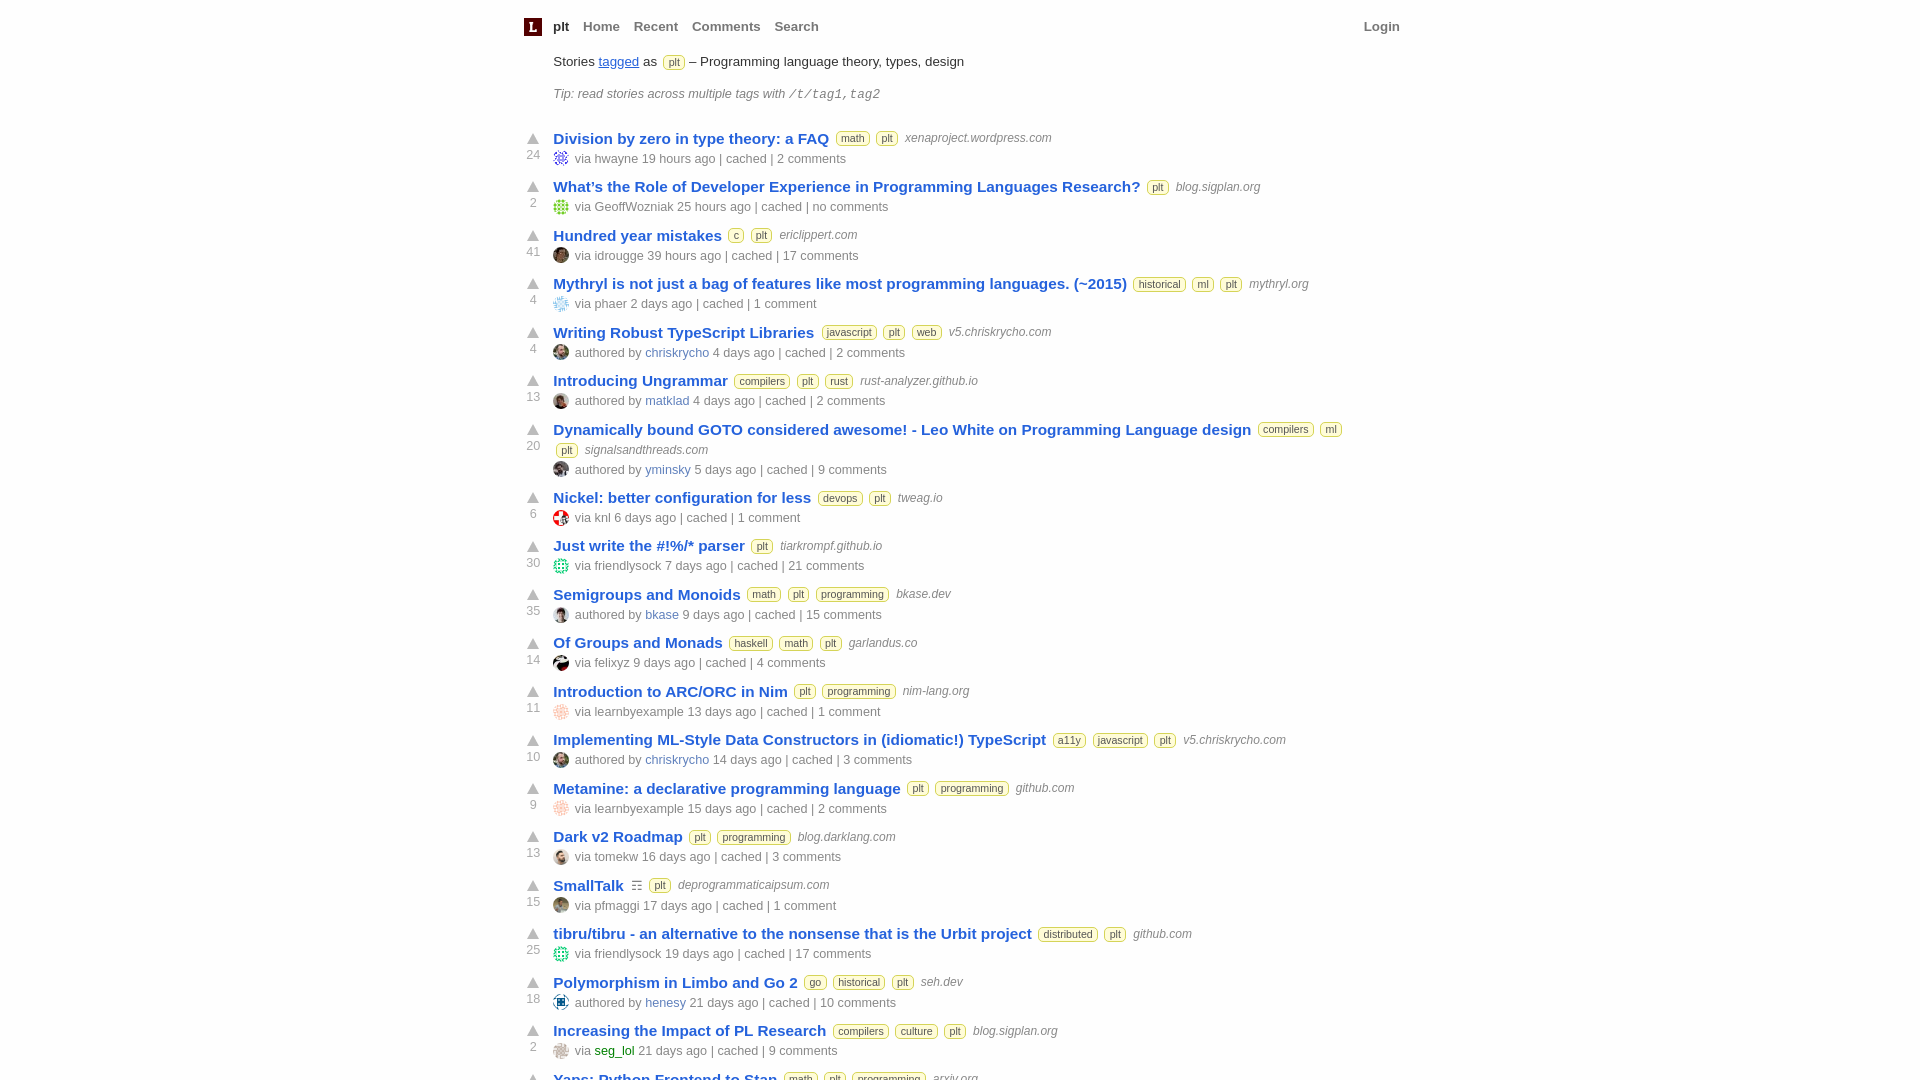 L plt Home Recent Comments Search Login
Stories tagged as plt – Programming language theory, types, design
Tip: read stories across multiple tags with /t/tag1,tag2
Division by zero in type theory: a FAQ math plt xenaproject.wordpress.com
24 via hwayne 19 hours ago | cached | 2 comments
What’s the Role of Developer Experience in Programming Languages Research? plt blog.sigplan.org
2 via GeoffWozniak 25 hours ago | cached | no comments
Hundred year mistakes c plt ericlippert.com
41 via idrougge 39 hours ago | cached | 17 comments
Mythryl is not just a bag of features like most programming languages. (~2015) historical ml plt mythryl.org
4 via phaer 2 days ago | cached | 1 comment
Writing Robust TypeScript Libraries javascript plt web v5.chriskrycho.com
4 authored by chriskrycho 4 days ago | cached | 2 comments
Introducing Ungrammar compilers plt rust rust-analyzer.github.io
13 authored by matklad 4 days ago | cached | 2 comments
Dynamically bound GOTO considered awesome! - Leo White on Programming Language design compilers ml
20 plt signalsandthreads.com
authored by yminsky 5 days ago | cached | 9 comments
Nickel: better configuration for less devops plt tweag.io
6 via knl 6 days ago | cached | 1 comment
Just write the #!%/* parser plt tiarkrompf.github.io
30 via friendlysock 7 days ago | cached | 21 comments
Semigroups and Monoids math plt programming bkase.dev
35 authored by bkase 9 days ago | cached | 15 comments
Of Groups and Monads haskell math plt garlandus.co
14 via felixyz 9 days ago | cached | 4 comments
Introduction to ARC/ORC in Nim plt programming nim-lang.org
11 via learnbyexample 13 days ago | cached | 1 comment
Implementing ML-Style Data Constructors in (idiomatic!) TypeScript a11y javascript plt v5.chriskrycho.com
10 authored by chriskrycho 14 days ago | cached | 3 comments
Metamine: a declarative programming language plt programming github.com
9 via learnbyexample 15 days ago | cached | 2 comments
Dark v2 Roadmap plt programming blog.darklang.com
13 via tomekw 16 days ago | cached | 3 comments
SmallTalk ☶ plt deprogrammaticaipsum.com
15 via pfmaggi 17 days ago | cached | 1 comment
tibru/tibru - an alternative to the nonsense that is the Urbit project distributed plt github.com
25 via friendlysock 19 days ago | cached | 17 comments
Polymorphism in Limbo and Go 2 go historical plt seh.dev
18 authored by henesy 21 days ago | cached | 10 comments
Increasing the Impact of PL Research compilers culture plt blog.sigplan.org
2 via seg_lol 21 days ago | cached | 9 comments
Yaps: Python Frontend to Stan math plt programming arxiv.org